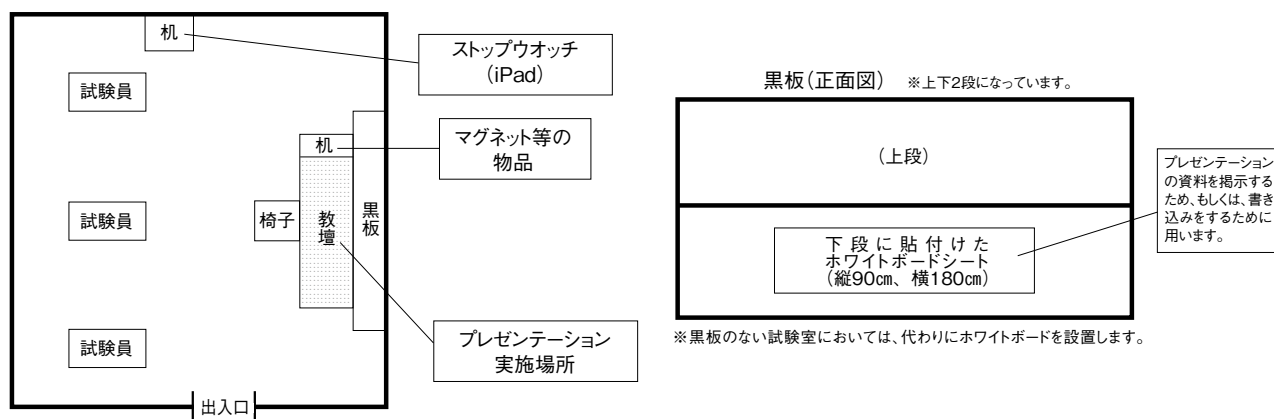 机
試験員
ストップウオッチ
(iPad)
机
マグネット等の
物品
椅子
教壇
黒板
試験員
試験員
プレゼンテーション
実施場所
出入口
黒板(正面図) ※上下2段になっています。
(上段)
下段に貼付けた
ホワイトボードシート
(縦90㎝、横180㎝)
プレゼンテーション
の資料を掲示する
ため、もしくは、書き
込みをするために
用います。
※黒板のない試験室においては、代わりにホワイトボードを設置します。